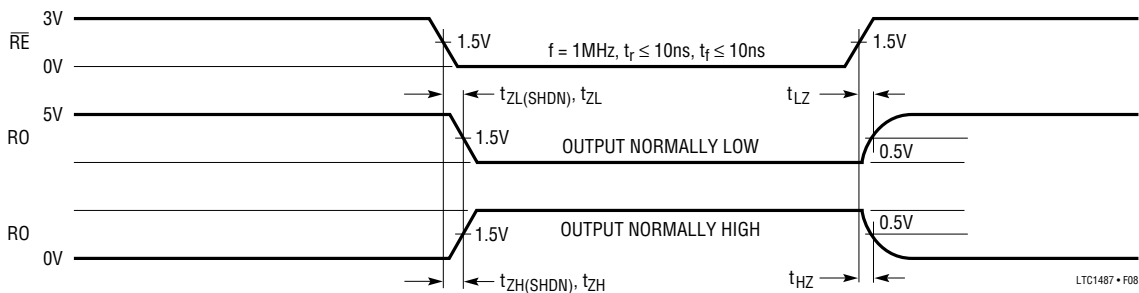 3V
RE
1.5V
f = 1MHz, tr ≤ 10ns, tf ≤ 10ns
1.5V
0V
tZL(SHDN), tZL
tLZ
5V
RO
1.5V
OUTPUT NORMALLY LOW
0.5V
RO
1.5V
OUTPUT NORMALLY HIGH
0.5V
0V
tZH(SHDN), tZH
tHZ
LTC1487 • F08